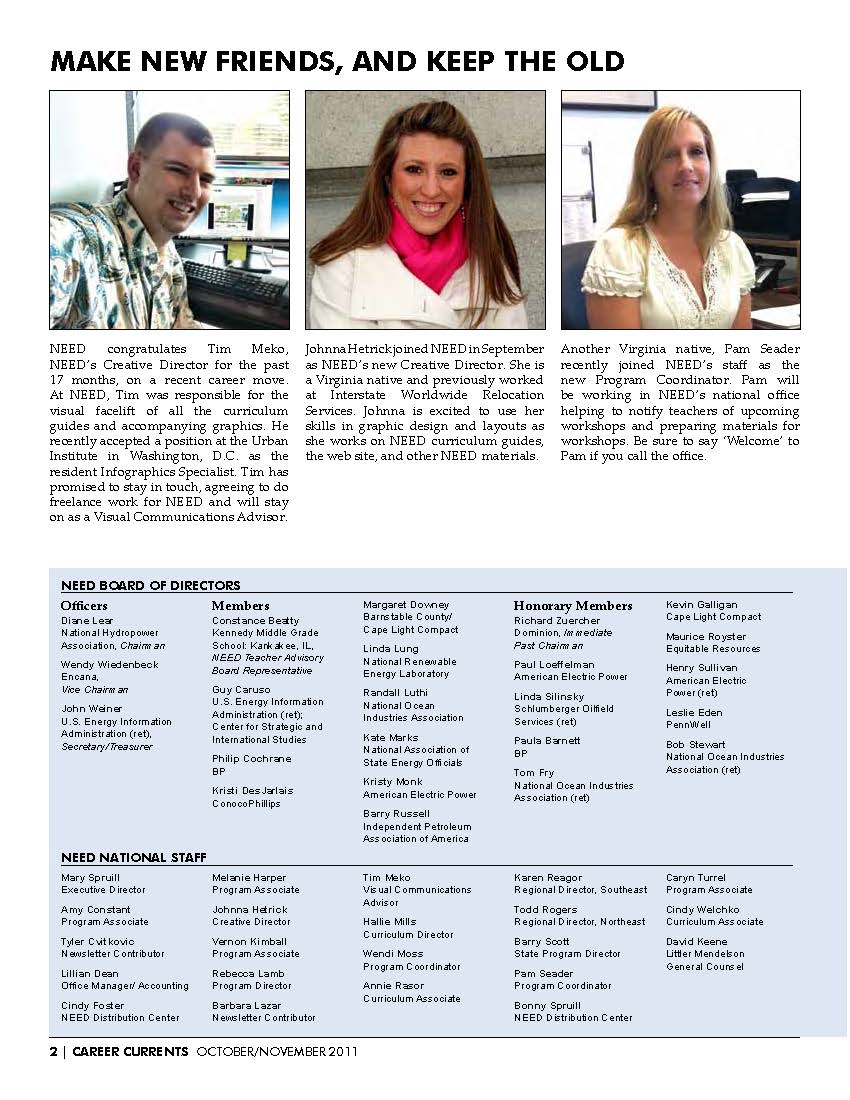 MAKE NEW FRIENDS, AND KEEP THE OLD
NEED congratulates Tim Meko,
NEED's Creative Director for the past
17 months, on a recent career move.
At NEED, Tim was responsible for the
visual facelift of all the curriculum
guides and accompanying graphics. He
recently accepted a position at the Urban
Institute in Washington, D.C. as the
resident Infographics Specialist. Tim has
promised to stay in touch, agreeing to do
freelance work for NEED and will stay
on as a Visual Communications Advisor.
Johnna Hetrick joined NEED in September
as NEED's new Creative Director. She is
a Virginia native and previously worked
at Interstate Worldwide Relocation
Services. Johnna is excited to use her
skills in graphic design and layouts as
she works on NEED curriculum guides,
the web site, and other NEED materials.
Another Virginia native, Pam Seader
recently joined NEED's staff as the
new Program Coordinator. Pam will
be working in NEED's national office
helping to notify teachers of upcoming
workshops and preparing materials for
workshops. Be sure to say 'Welcome' to
Pam if you call the office.
NEED BOARD OF DIRECTORS
Officers
Diane Lear
National Hydropower
Association, Chairman
Wendy Wiedenbeck
Encana,
Vice Chairman
John Weiner
U.S. Energy Information
Administration (ret),
Secretary/Treasurer
Members
Constance Beatty
Kennedy Middle Grade
School: Kankakee, IL,
NEED Teacher Advisory
Board Representative
Guy Caruso
U.S. Energy Information
Administration (ret);
Center for Strategic and
International Studies
Philip Cochrane
BP
Kristi DesJarlais
ConocoPhillips
Margaret Downey
Barnstable County/
Cape Light Compact
Linda Lung
National Renewable
Energy Laboratory
Randall Luthi
National Ocean
Industries Association
Kate Marks
National Association of
State Energy Officials
Kristy Monk
American Electric Power
Barry Russell
Independent Petroleum
Association of America
Honorary Members
Richard Zuercher
Dominion, Immediate
Past Chairman
Paul Loeffelman
American Electric Power
Linda Silinsky
Schlumberger Oilfield
Services (ret)
Paula Barnett
BP
Tom Fry
National Ocean Industries
Association (ret)
Kevin Galligan
Cape Light Compact
Maurice Royster
Equitable Resources
Henry Sullivan
American Electric
Power (ret)
Leslie Eden
PennWell
Bob Stewart
National Ocean Industries
Association (ret)
NEED NATIONAL STAFF
Mary Spruill
Executive Director
Amy Constant
Program Associate
Tyler Cvitkovic
Newsletter Contributor
Lillian Dean
Office Manager/ Accounting
Cindy Foster
NEED Distribution Center
Melanie Harper
Program Associate
Johnna Hetrick
Creative Director
Vernon Kimball
Program Associate
Rebecca Lamb
Program Director
Barbara Lazar
Newsletter Contributor
Tim Meko
Visual Communications
Advisor
Hallie Mills
Curriculum Director
Wendi Moss
Program Coordinator
Annie Rasor
Curriculum Associate
Karen Reagor
Regional Director, Southeast
Todd Rogers
Regional Director, Northeast
Barry Scott
State Program Director
Pam Seader
Program Coordinator
Bonny Spruill
NEED Distribution Center
Caryn Turrel
Program Associate
Cindy Welchko
Curriculum Associate
David Keene
Littler Mendelson
General Counsel
2 | CAREER CURRENTS OCTOBER/NOVEMBER 2011